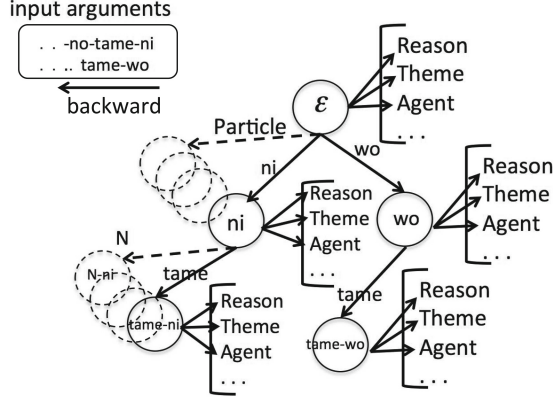 input arguments
. . -no-tame-ni
. . .. tame-wo
backward
ε
Reason
Theme
Agent
. . .
Particle
ni
wo
ni
Reason
Theme
Agent
. . .
wo
Reason
Theme
Agent
. . .
N
tame
N-ni
tame-ni
Reason
Theme
Agent
. . .
tame
tame-wo
Reason
Theme
Agent
. . .